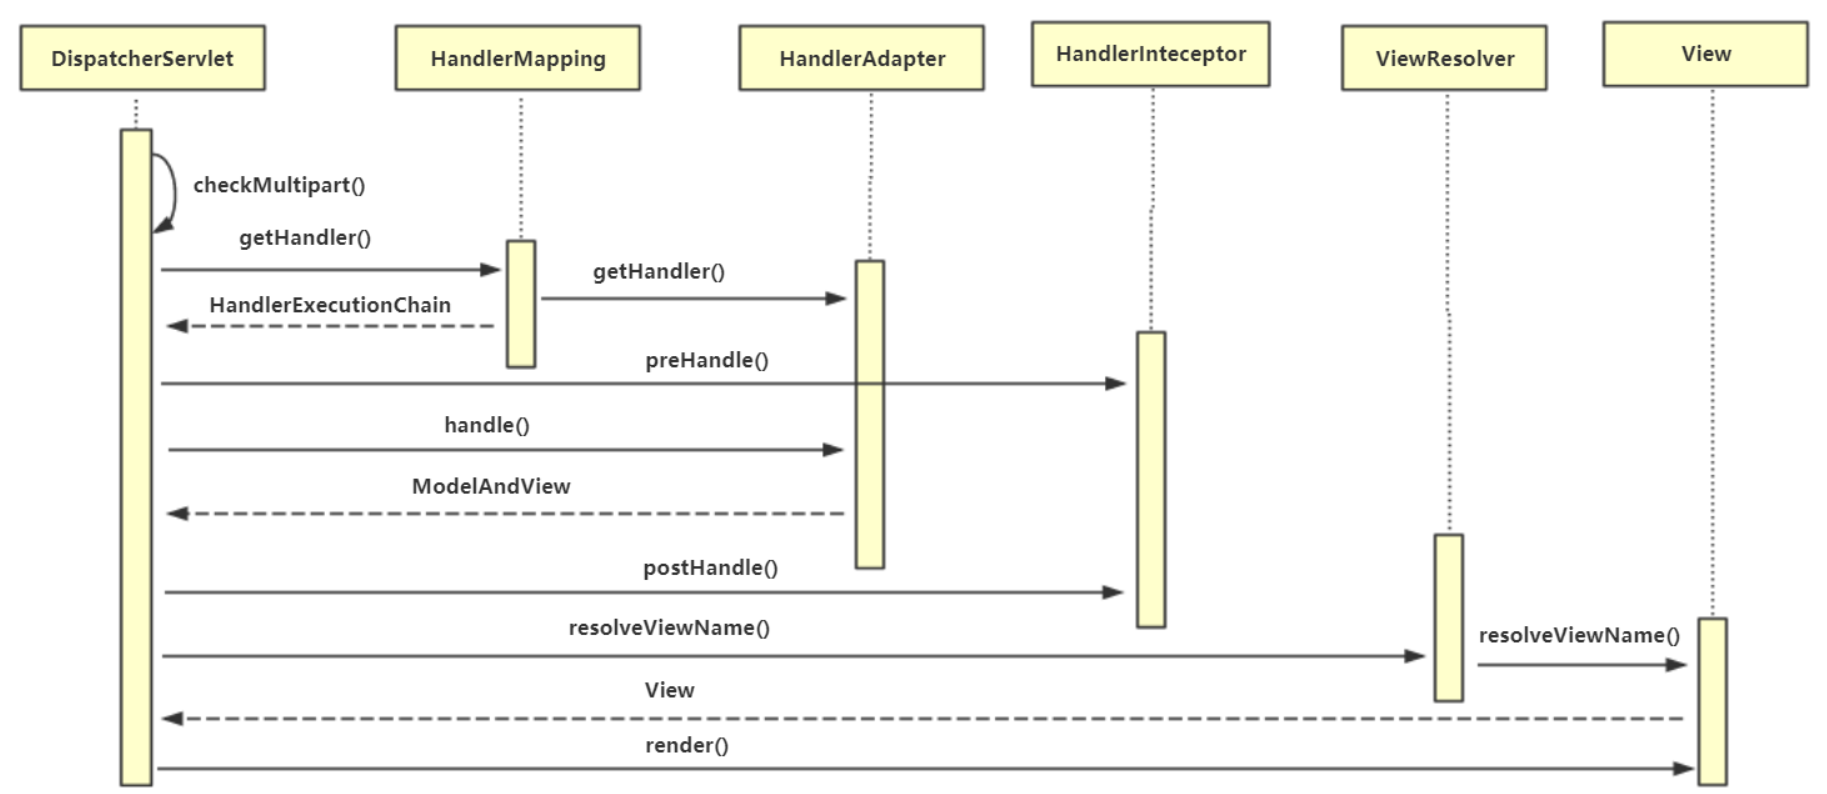 DispatcherServlet
HandlerMapping
HandlerAdapter
HandlerInteceptor
ViewResolver
View
checkMultipart()
getHandler()
getHandler()
HandlerExecutionChain
preHandle()
handle()
ModelAndView
postHandle()
resolveViewName()
resolveViewName()
View
render()